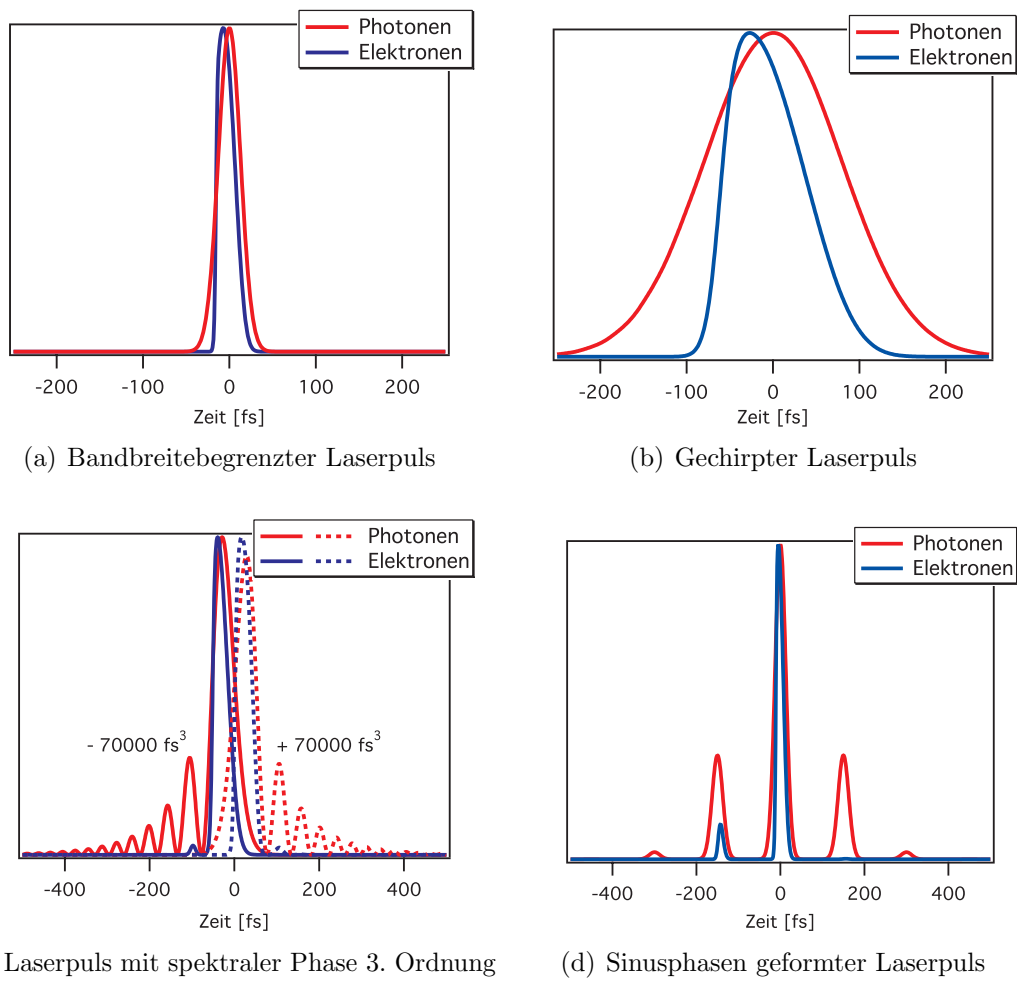 Photonen
Elektronen
-200 -100 0 100 200
Zeit [fs]
(a) Bandbreitebegrenzter Laserpuls
Photonen
Elektronen
-200 -100 0 100 200
Zeit [fs]
(b) Gechirpter Laserpuls
Photonen
Elektronen
- 70000 fs³
+ 70000 fs³
-400 -200 0 200 400
Zeit [fs]
Laserpuls mit spektraler Phase 3. Ordnung
Photonen
Elektronen
-400 -200 0 200 400
Zeit [fs]
(d) Sinusphasen geformter Laserpuls